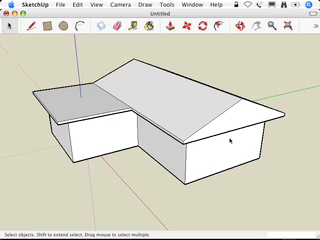 SketchUp File Edit View Camera Draw Tools Window Help
Untitled
Select objects. Shift to extend select. Drag mouse to select multiple.